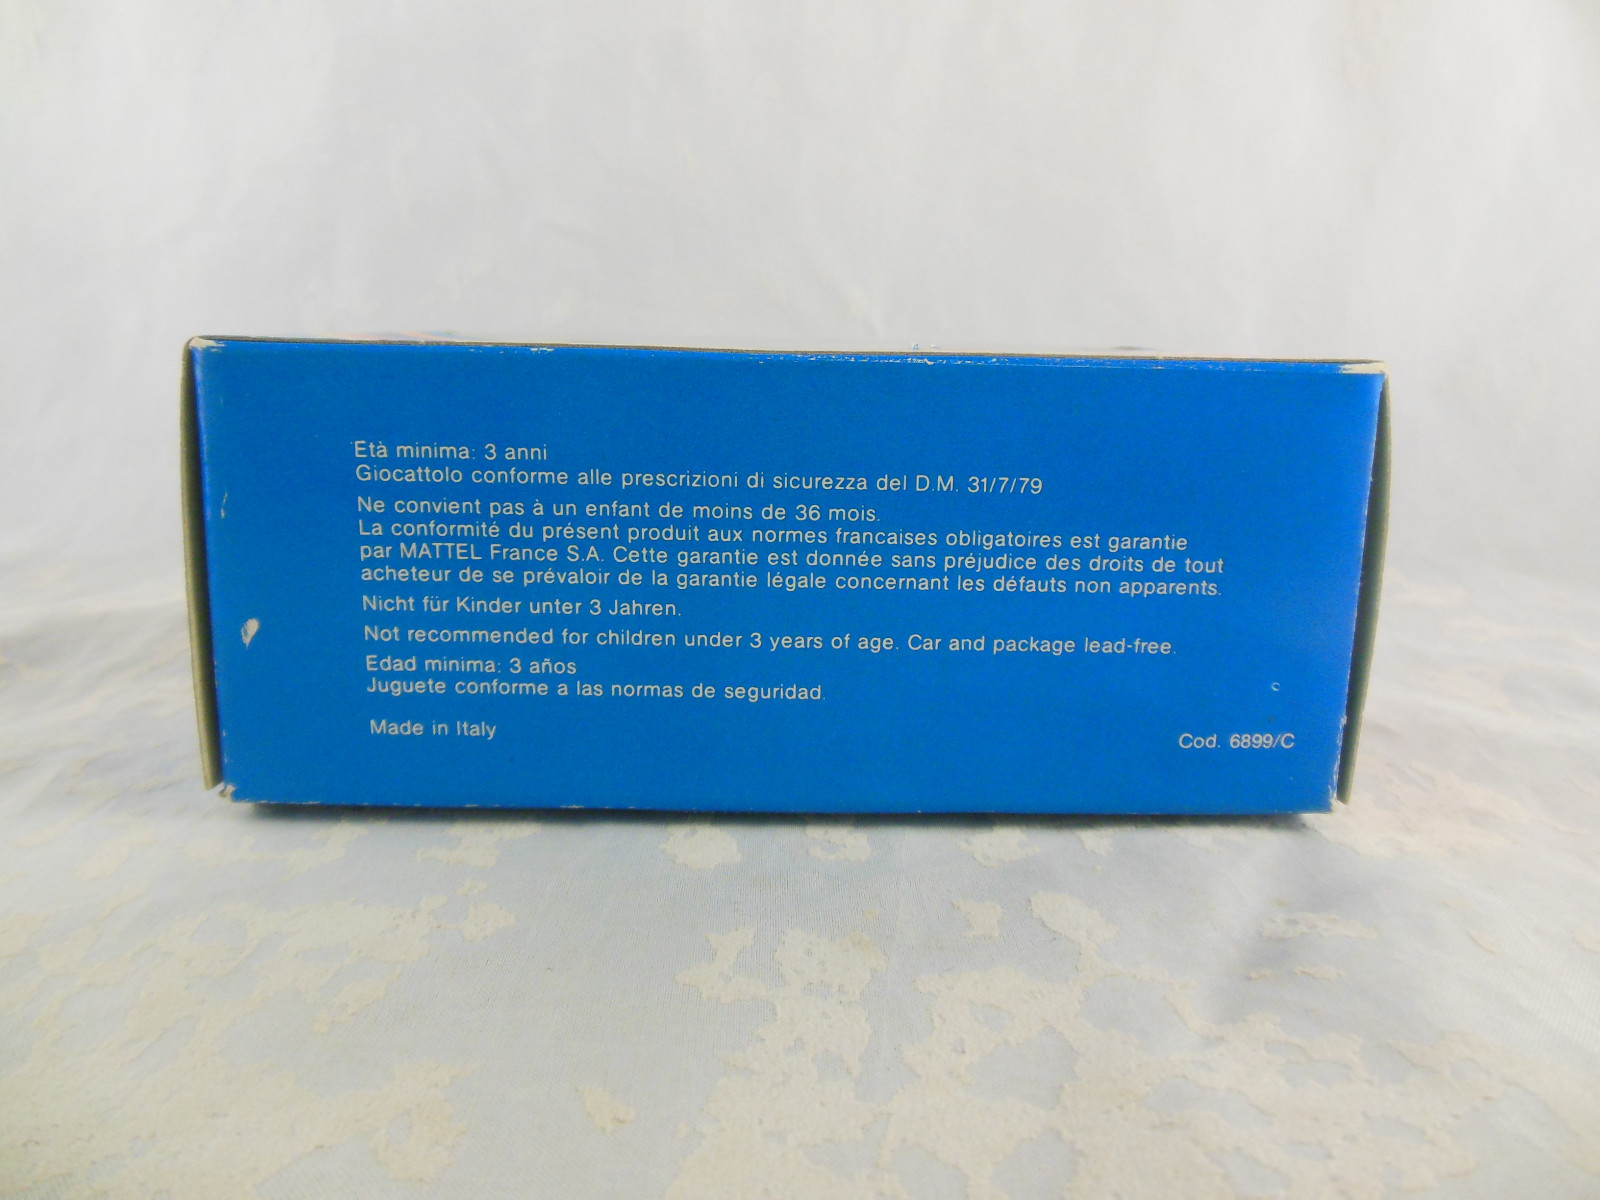 Età minima: 3 anni
Giocattolo conforme alle prescrizioni di sicurezza del D.M. 31/7/79
Ne convient pas à un enfant de moins de 36 mois.
La conformité du présent produit aux normes francaises obligatoires est garantie
par MATTEL France S.A. Cette garantie est donnée sans préjudice des droits de tout
acheteur de se prévaloir de la garantie légale concernant les défauts non apparents.
Nicht für Kinder unter 3 Jahren.
Not recommended for children under 3 years of age. Car and package lead-free.
Edad minima: 3 años
Juguete conforme a las normas de seguridad.
Made in Italy
Cod. 6899/C